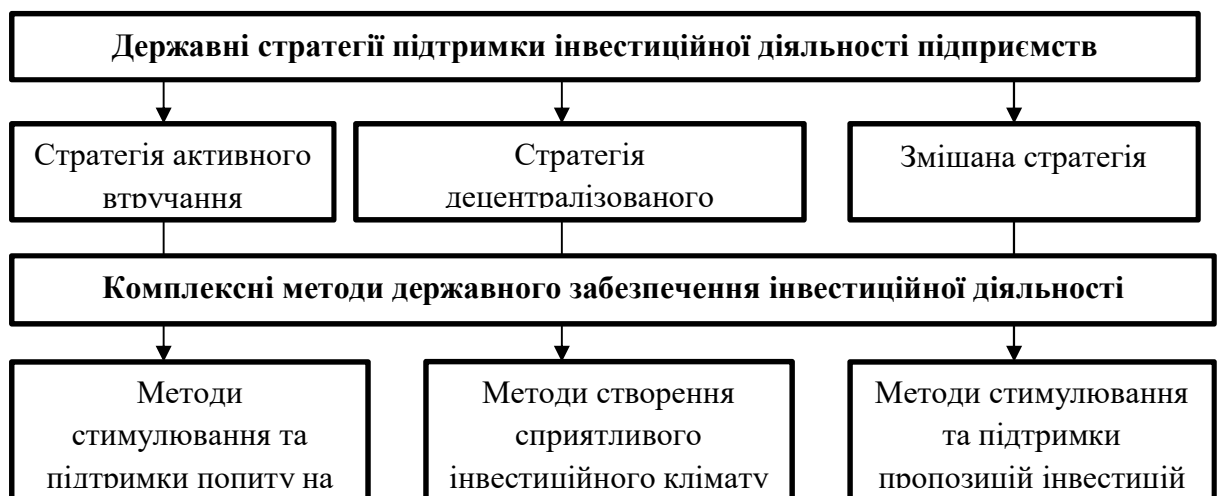 Державні стратегії підтримки інвестиційної діяльності підприємств
Стратегія активного
втручання
Стратегія
децентралізованого
Змішана стратегія
Комплексні методи державного забезпечення інвестиційної діяльності
Методи
стимулювання та
підтримки попиту на
Методи створення
сприятливого
інвестиційного клімату
Методи стимулювання
та підтримки
пропозицій інвестицій